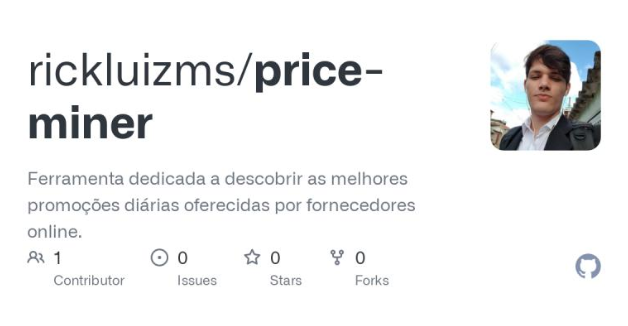 rickluizms/price-
miner
Ferramenta dedicada a descobrir as melhores
promoções diárias oferecidas por fornecedores
online.
1 0 0 0
Contributor Issues Stars Forks